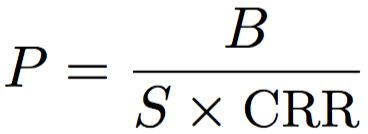 P = B / (S × CRR)